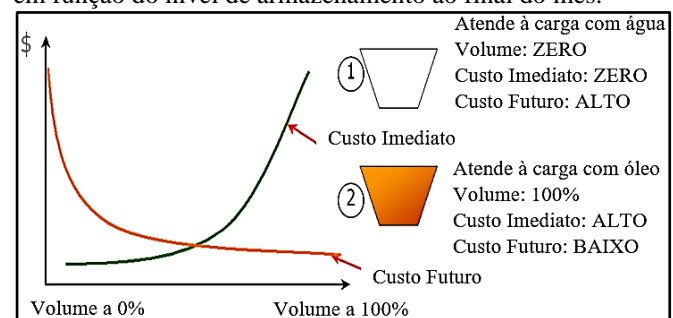 em função do nível de armazenamento ao final do mês.
$
Atende à carga com água
Volume: ZERO
Custo Imediato: ZERO
Custo Futuro: ALTO
1
Custo Imediato
Atende à carga com óleo
Volume: 100%
Custo Imediato: ALTO
Custo Futuro: BAIXO
2
Custo Futuro
Volume a 0%
Volume a 100%